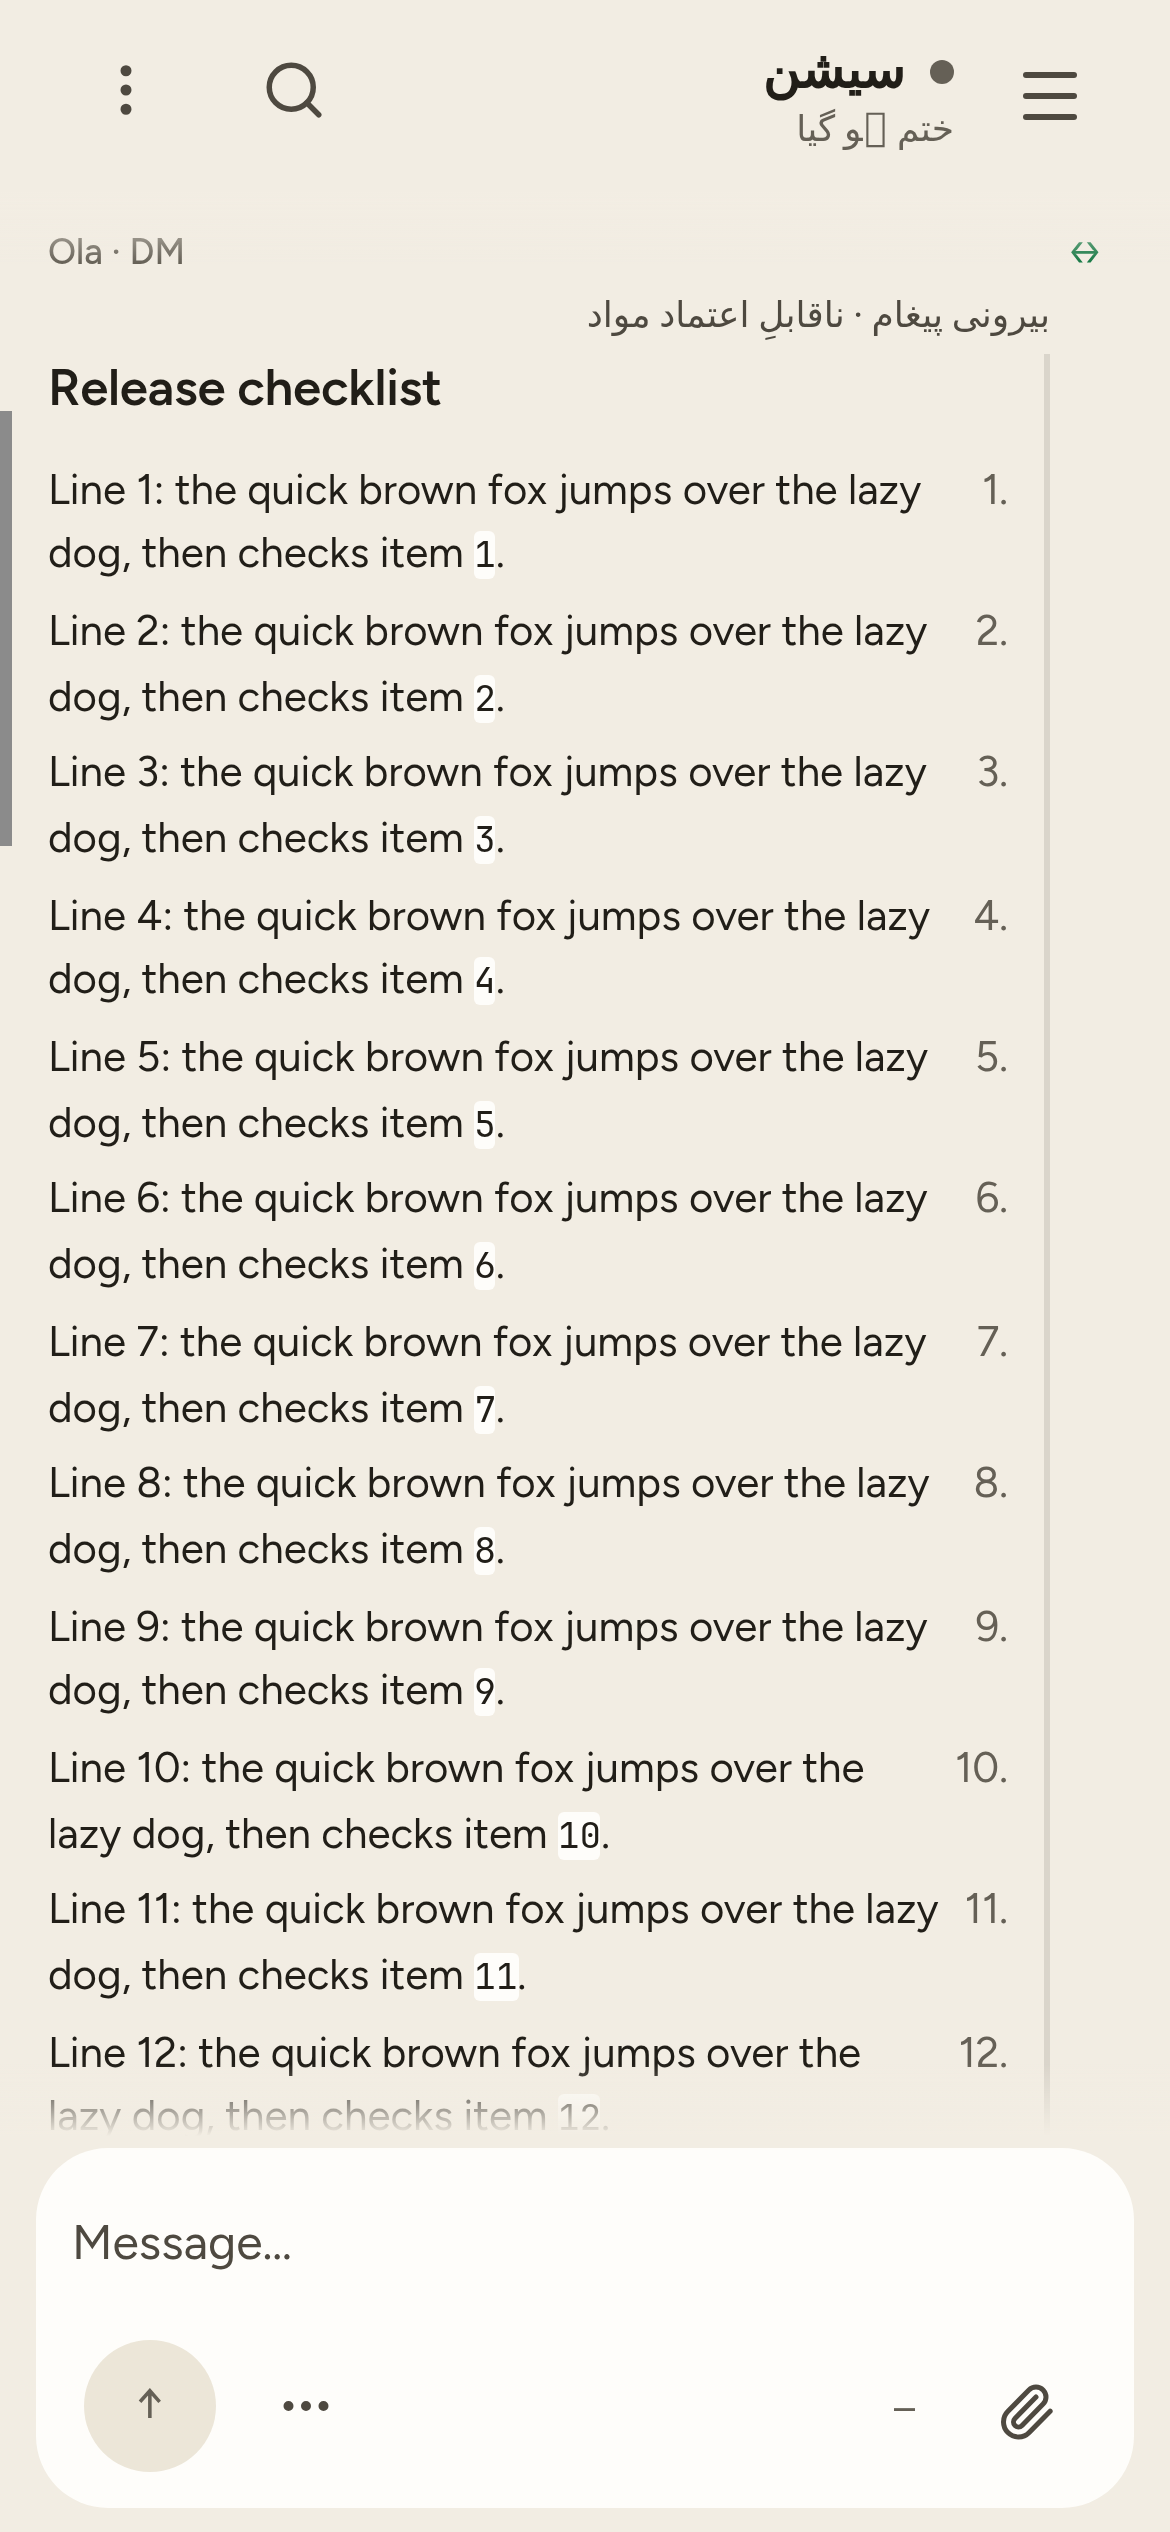 سیشن
ختم و گیا
Ola · DM
بیرونی پیغام · ناقابلِ اعتماد مواد
Release checklist
1. Line 1: the quick brown fox jumps over the lazy
dog, then checks item 1.
2. Line 2: the quick brown fox jumps over the lazy
dog, then checks item 2.
3. Line 3: the quick brown fox jumps over the lazy
dog, then checks item 3.
4. Line 4: the quick brown fox jumps over the lazy
dog, then checks item 4.
5. Line 5: the quick brown fox jumps over the lazy
dog, then checks item 5.
6. Line 6: the quick brown fox jumps over the lazy
dog, then checks item 6.
7. Line 7: the quick brown fox jumps over the lazy
dog, then checks item 7.
8. Line 8: the quick brown fox jumps over the lazy
dog, then checks item 8.
9. Line 9: the quick brown fox jumps over the lazy
dog, then checks item 9.
10. Line 10: the quick brown fox jumps over the
lazy dog, then checks item 10.
11. Line 11: the quick brown fox jumps over the lazy
dog, then checks item 11.
12. Line 12: the quick brown fox jumps over the
lazy dog, then checks item 12.
Message...
–